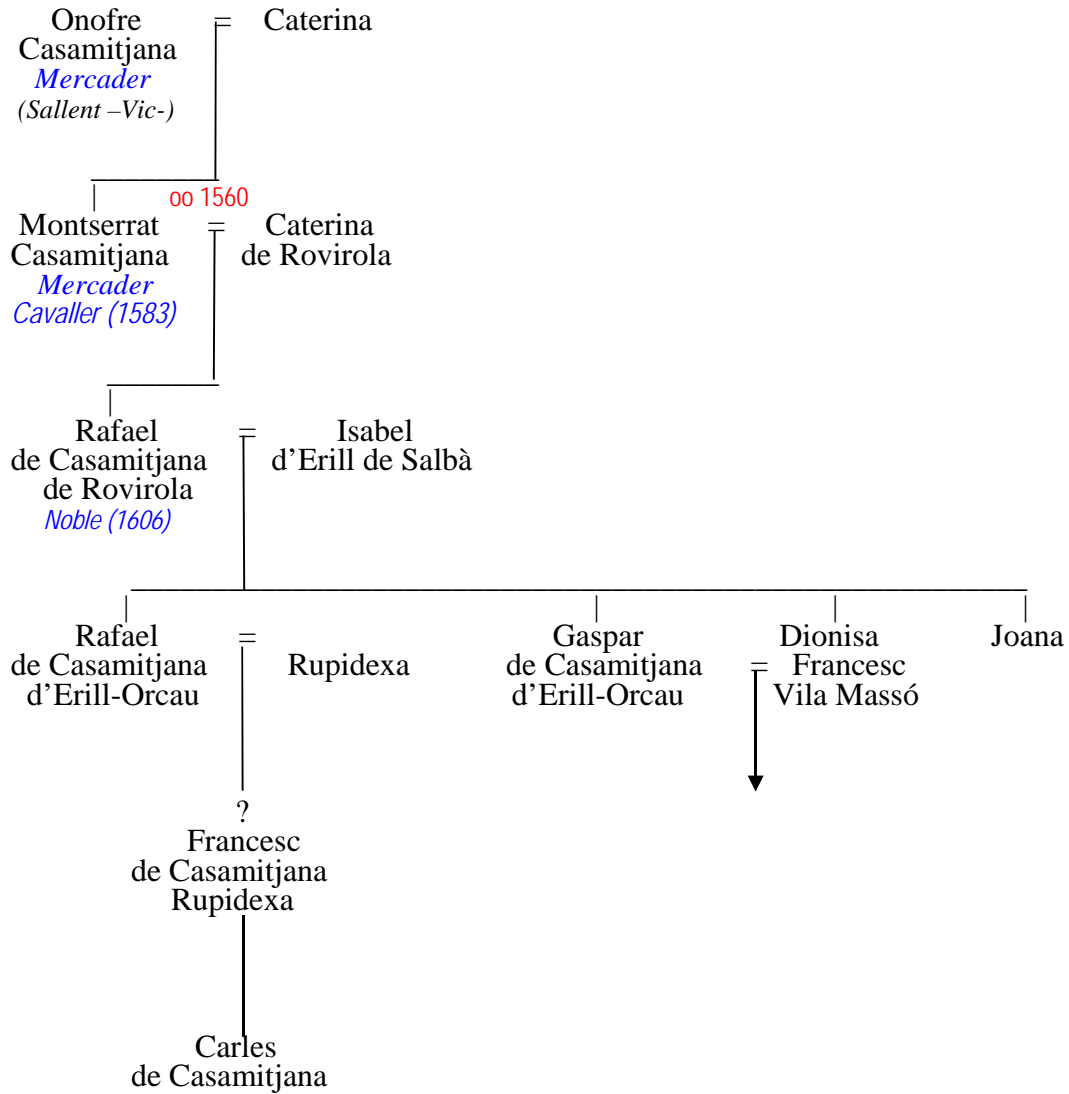 Onofre = Caterina
Casamitjana
Mercader
(Sallent –Vic-)
oo 1560
Montserrat = Caterina
Casamitjana de Rovirola
Mercader
Cavaller (1583)
Rafael = Isabel
de Casamitjana d'Erill de Salbà
de Rovirola
Noble (1606)
Rafael = Gaspar Dionisa Joana
de Casamitjana Rupidexa de Casamitjana = Francesc
d'Erill-Orcau d'Erill-Orcau Vila Massó
?
Francesc
de Casamitjana
Rupidexa
Carles
de Casamitjana